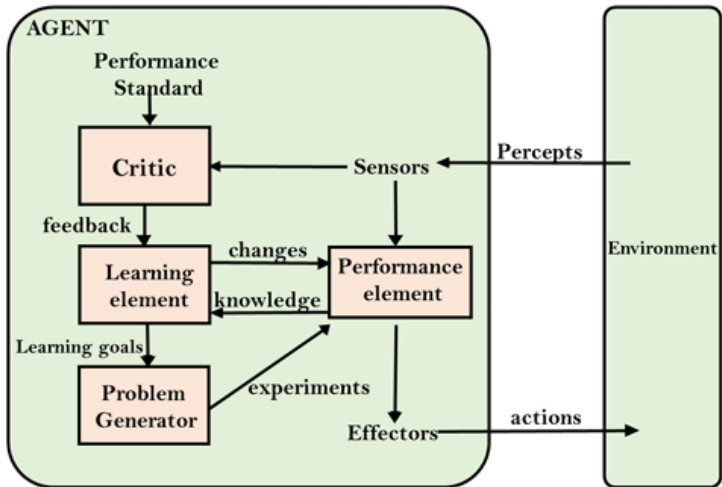 AGENT
Performance
Standard
Critic
Sensors
Percepts
feedback
changes
Environment
Learning
element
Performance
element
knowledge
Learning goals
Problem
Generator
experiments
Effectors
actions